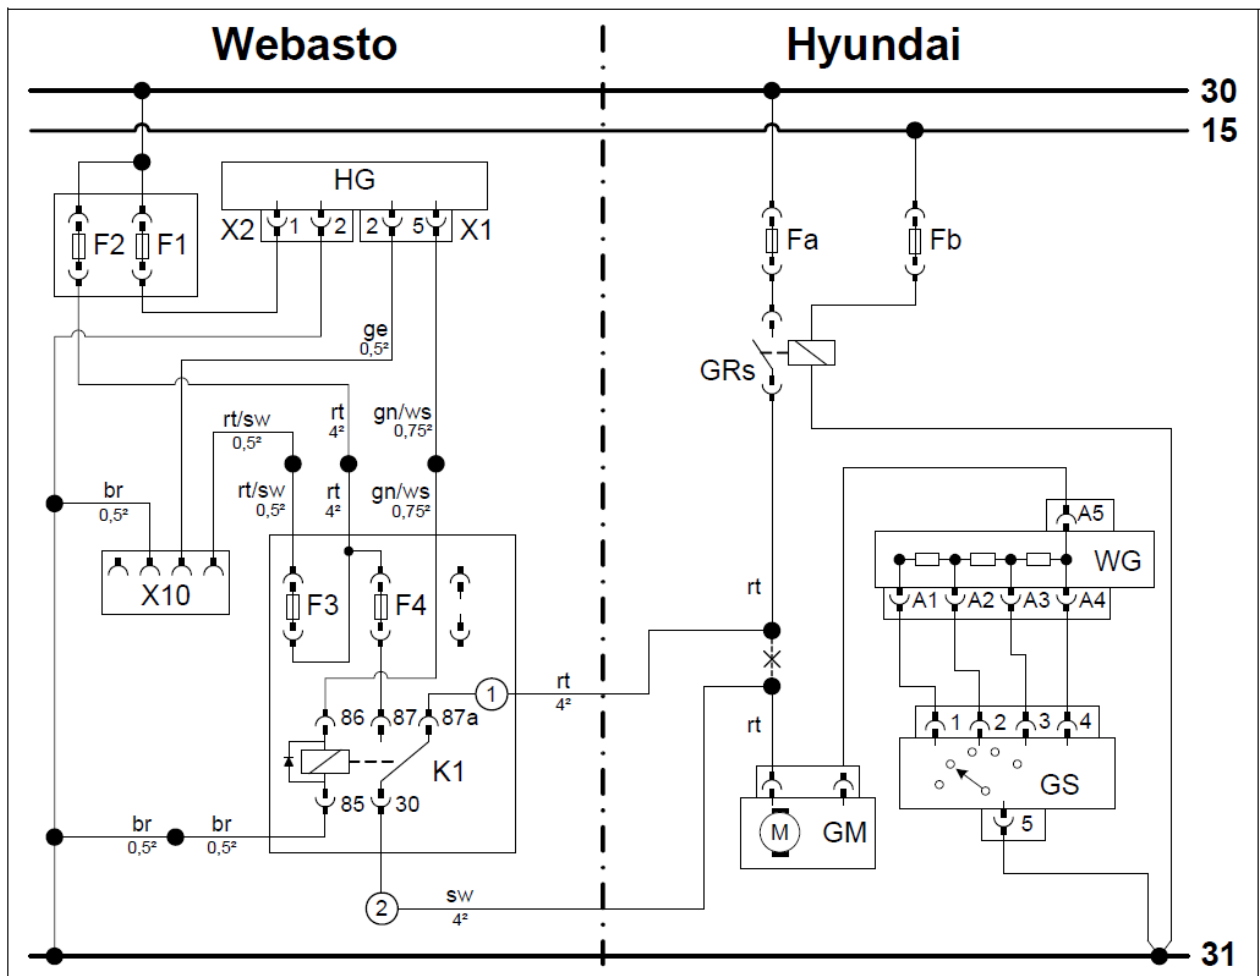 Webasto Hyundai
30
15
HG
X2 1 2 2 5 X1
F2 F1 Fa Fb
ge
0,5²
GRs
rt/sw rt gn/ws
0,5² 4² 0,75²
rt/sw rt gn/ws
0,5² 4² 0,75²
br
0,5²
A5
WG
X10
F3 F4
rt
A1 A2 A3 A4
1 rt
4²
86 87 87a
rt
1 2 3 4
K1
GS
85 30
M GM
5
br br
0,5² 0,5²
2 sw
4²
31